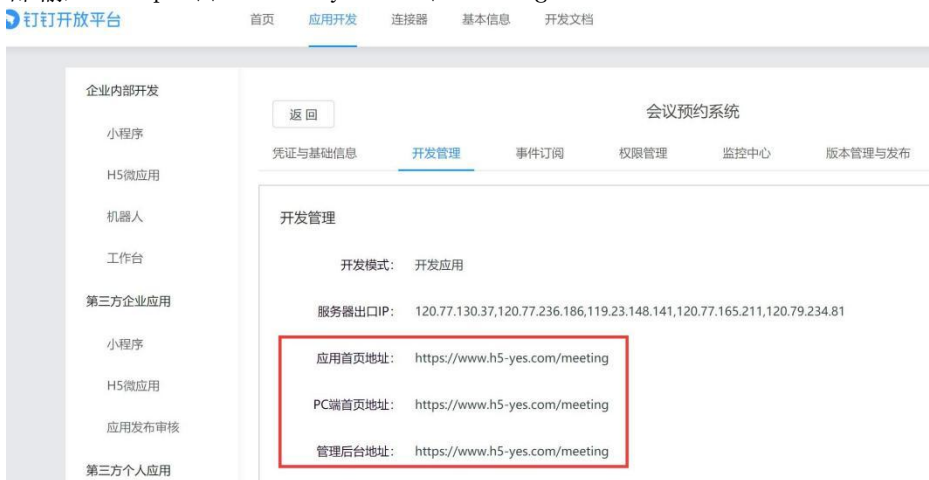 钉钉开放平台 首页 应用开发 连接器 基本信息 开发文档
企业内部开发
返回 会议预约系统
小程序
凭证与基础信息 开发管理 事件订阅 权限管理 监控中心 版本管理与发布
H5微应用
机器人 开发管理
工作台 开发模式: 开发应用
第三方企业应用 服务器出口IP: 120.77.130.37,120.77.236.186,119.23.148.141,120.77.165.211,120.79.234.81
小程序 应用首页地址: https://www.h5-yes.com/meeting
H5微应用
PC端首页地址: https://www.h5-yes.com/meeting
应用发布审核
管理后台地址: https://www.h5-yes.com/meeting
第三方个人应用